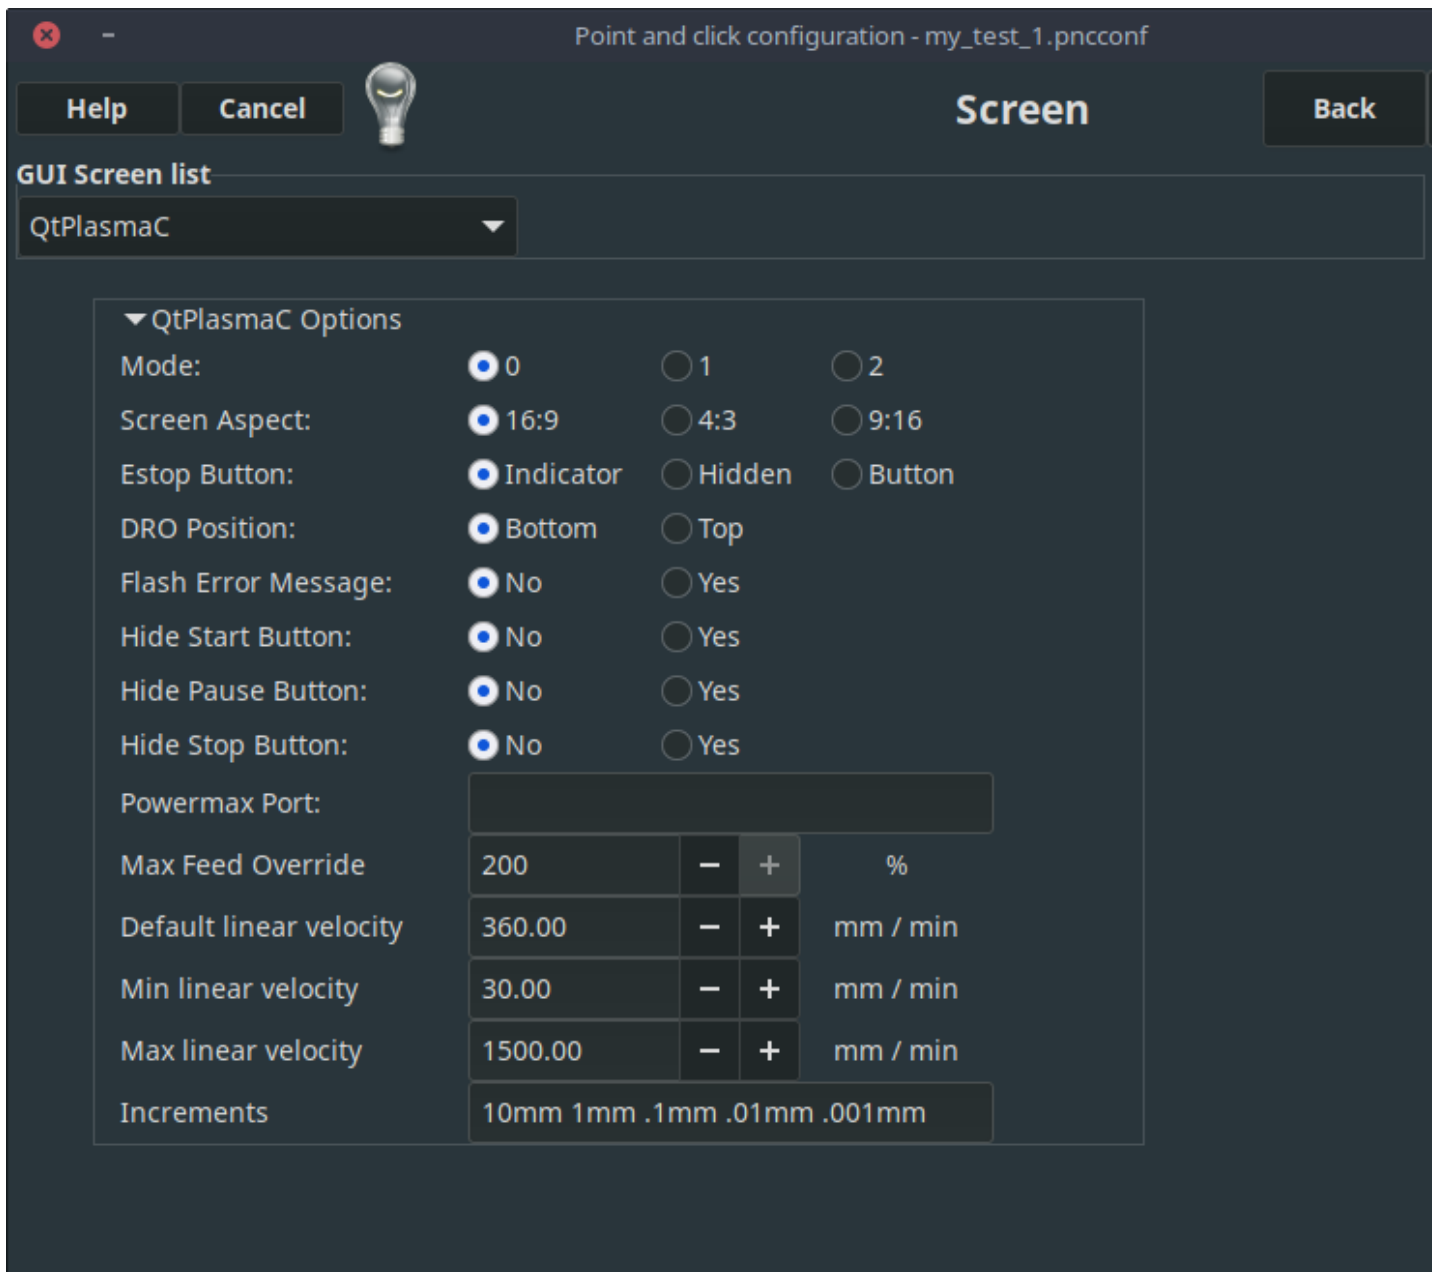 Point and click configuration - my_test_1.pncconf
Help Cancel Screen Back
GUI Screen list
QtPlasmaC
QtPlasmaC Options
Mode: 0 1 2
Screen Aspect: 16:9 4:3 9:16
Estop Button: Indicator Hidden Button
DRO Position: Bottom Top
Flash Error Message: No Yes
Hide Start Button: No Yes
Hide Pause Button: No Yes
Hide Stop Button: No Yes
Powermax Port:
Max Feed Override 200 − + %
Default linear velocity 360.00 − + mm / min
Min linear velocity 30.00 − + mm / min
Max linear velocity 1500.00 − + mm / min
Increments 10mm 1mm .1mm .01mm .001mm